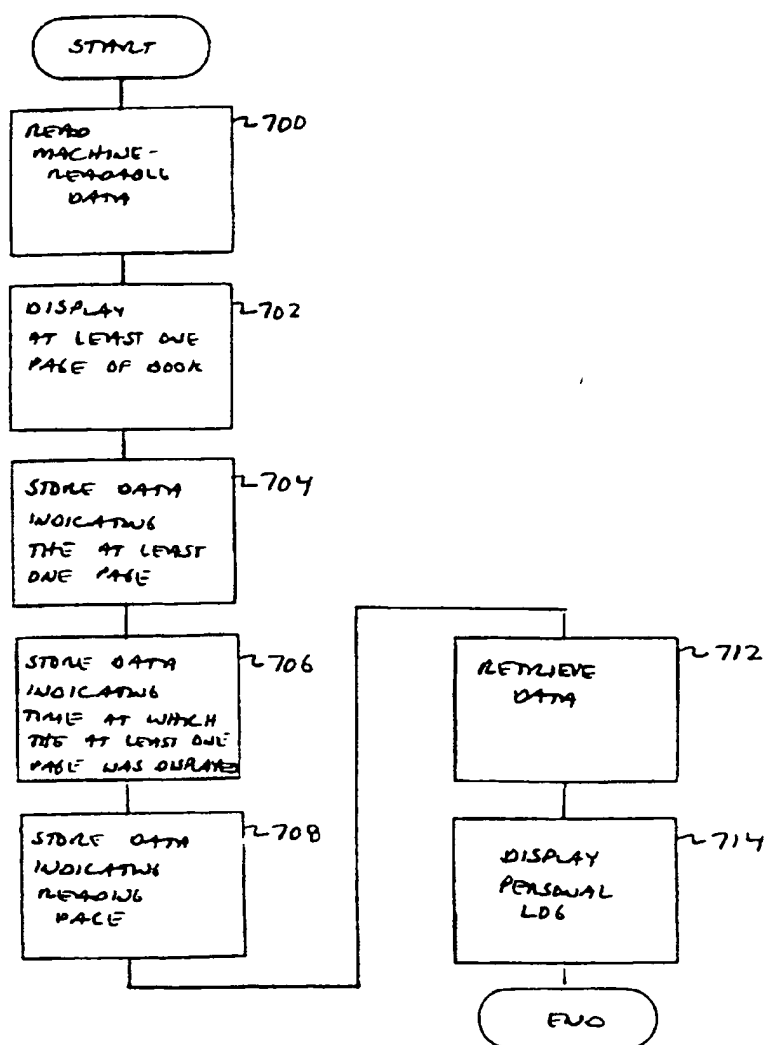 START
READ
MACHINE-
READABLE
DATA
700
DISPLAY
AT LEAST ONE
PAGE OF BOOK
702
STORE DATA
INDICATING
THE AT LEAST
ONE PAGE
704
STORE DATA
INDICATING
TIME AT WHICH
THE AT LEAST ONE
PAGE WAS DISPLAYED
706
STORE DATA
INDICATING
READING
PACE
708
RETRIEVE
DATA
712
DISPLAY
PERSONAL
LOG
714
END